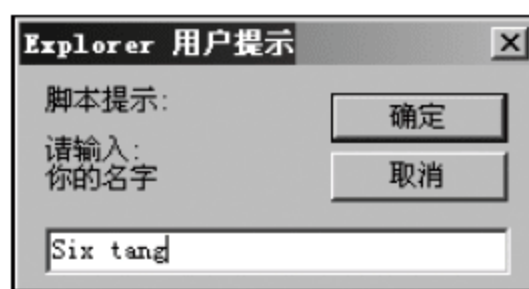 Explorer 用户提示
脚本提示:
确定
请输入:
你的名字
取消
Six tang